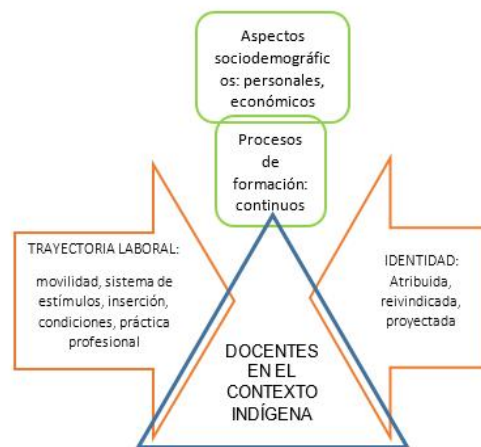 Aspectos
sociodemográfic
os: personales,
económicos
Procesos
de
formación:
continuos
TRAYECTORIA LABORAL:
movilidad, sistema de
estímulos, inserción,
condiciones, práctica
profesional
IDENTIDAD:
Atribuida,
reivindicada,
proyectada
DOCENTES
EN EL
CONTEXTO
INDÍGENA